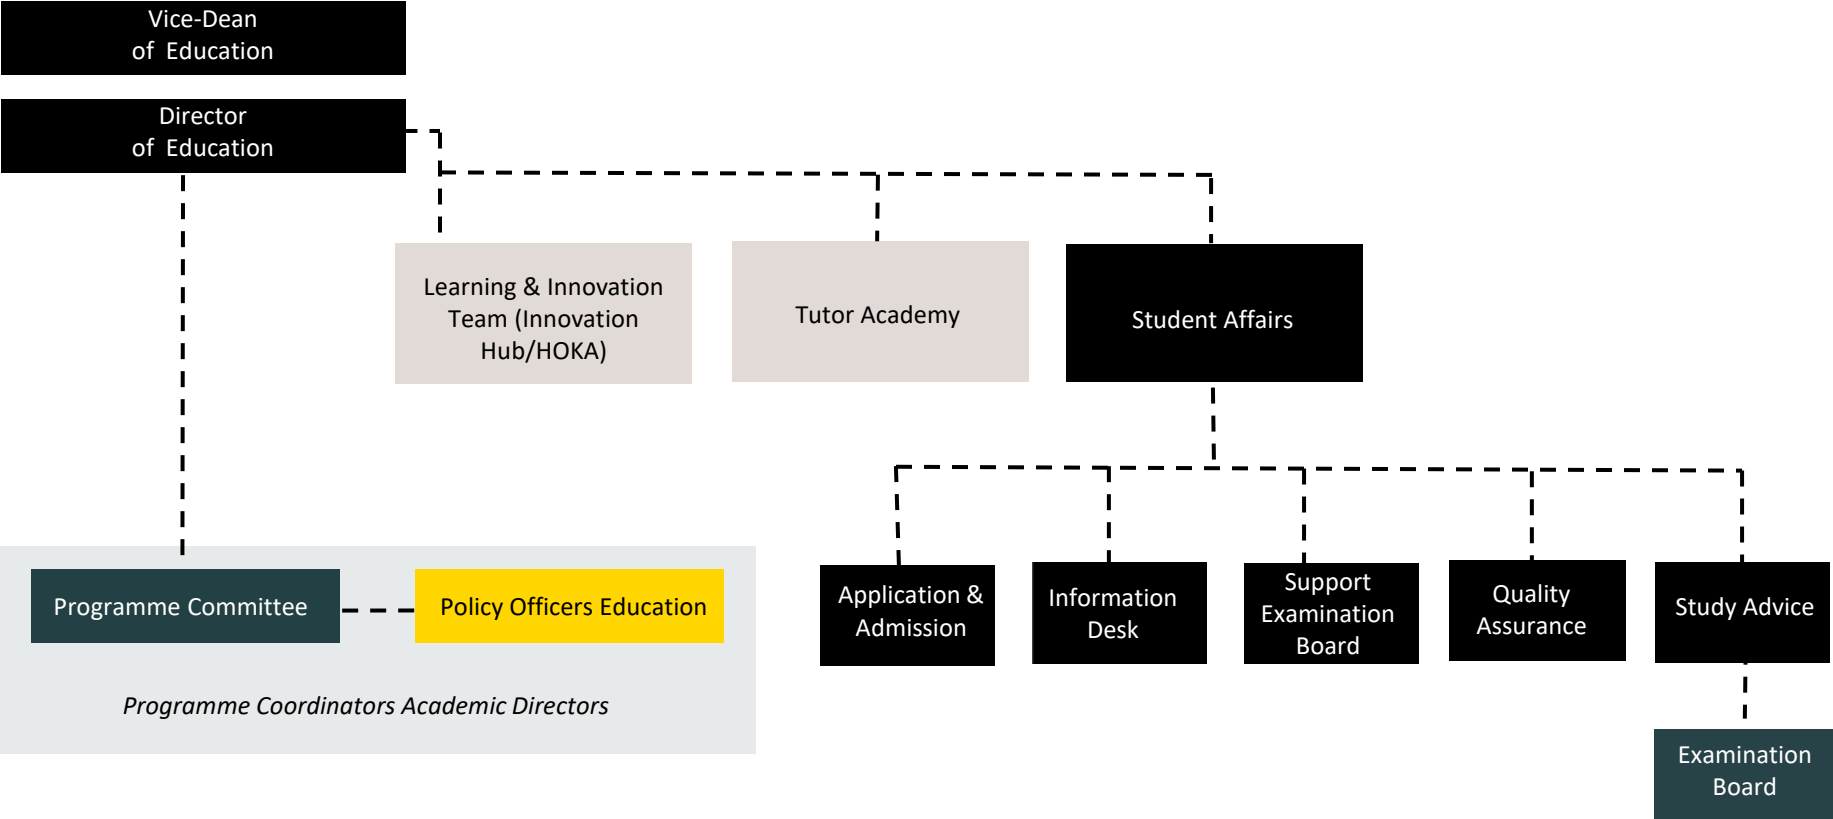 Vice-Dean
of Education
Director
of Education
Learning & Innovation
Team (Innovation
Hub/HOKA)
Tutor Academy
Student Affairs
Programme Committee
Policy Officers Education
Programme Coordinators Academic Directors
Application &
Admission
Information
Desk
Support
Examination
Board
Quality
Assurance
Study Advice
Examination
Board